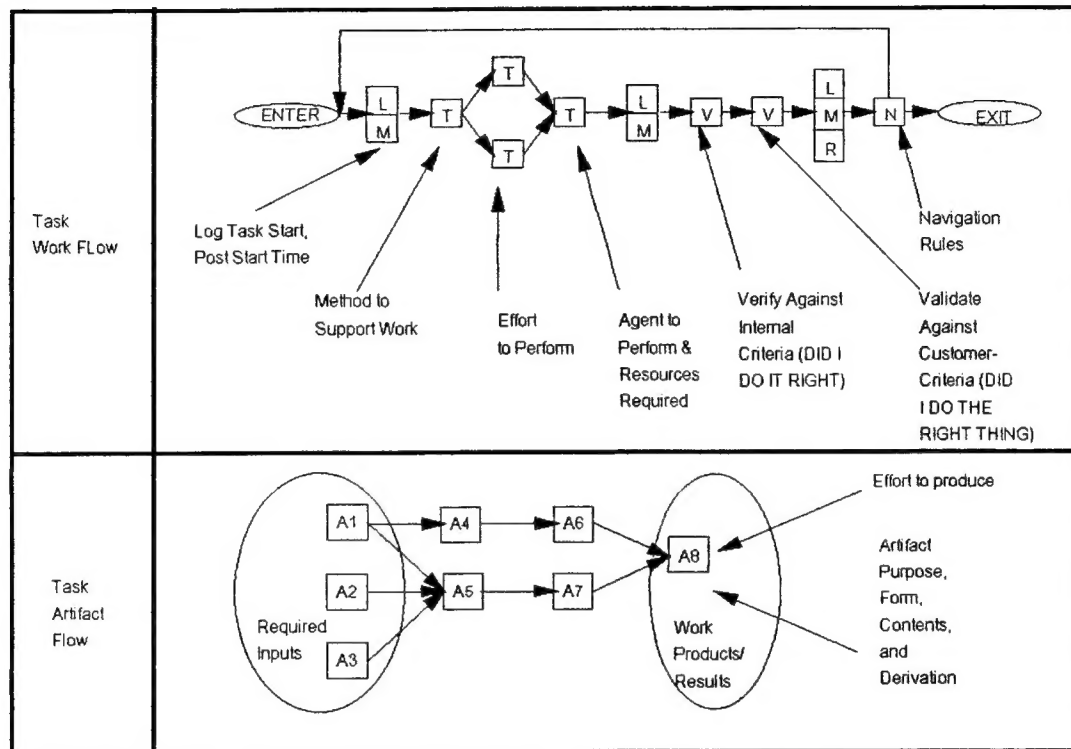 Task
Work FLow
ENTER
L
M
T
T
T
T
L
M
V
V
L
M
R
N
EXIT
Log Task Start,
Post Start Time
Method to
Support Work
Effort
to Perform
Agent to
Perform &
Resources
Required
Verify Against
Internal
Criteria (DID I
DO IT RIGHT)
Navigation
Rules
Validate
Against
Customer-
Criteria (DID
I DO THE
RIGHT THING)
Task
Artifact
Flow
A1
A2
A3
Required
Inputs
A4
A5
A6
A7
A8
Work
Products/
Results
Effort to produce
Artifact
Purpose,
Form,
Contents,
and
Derivation